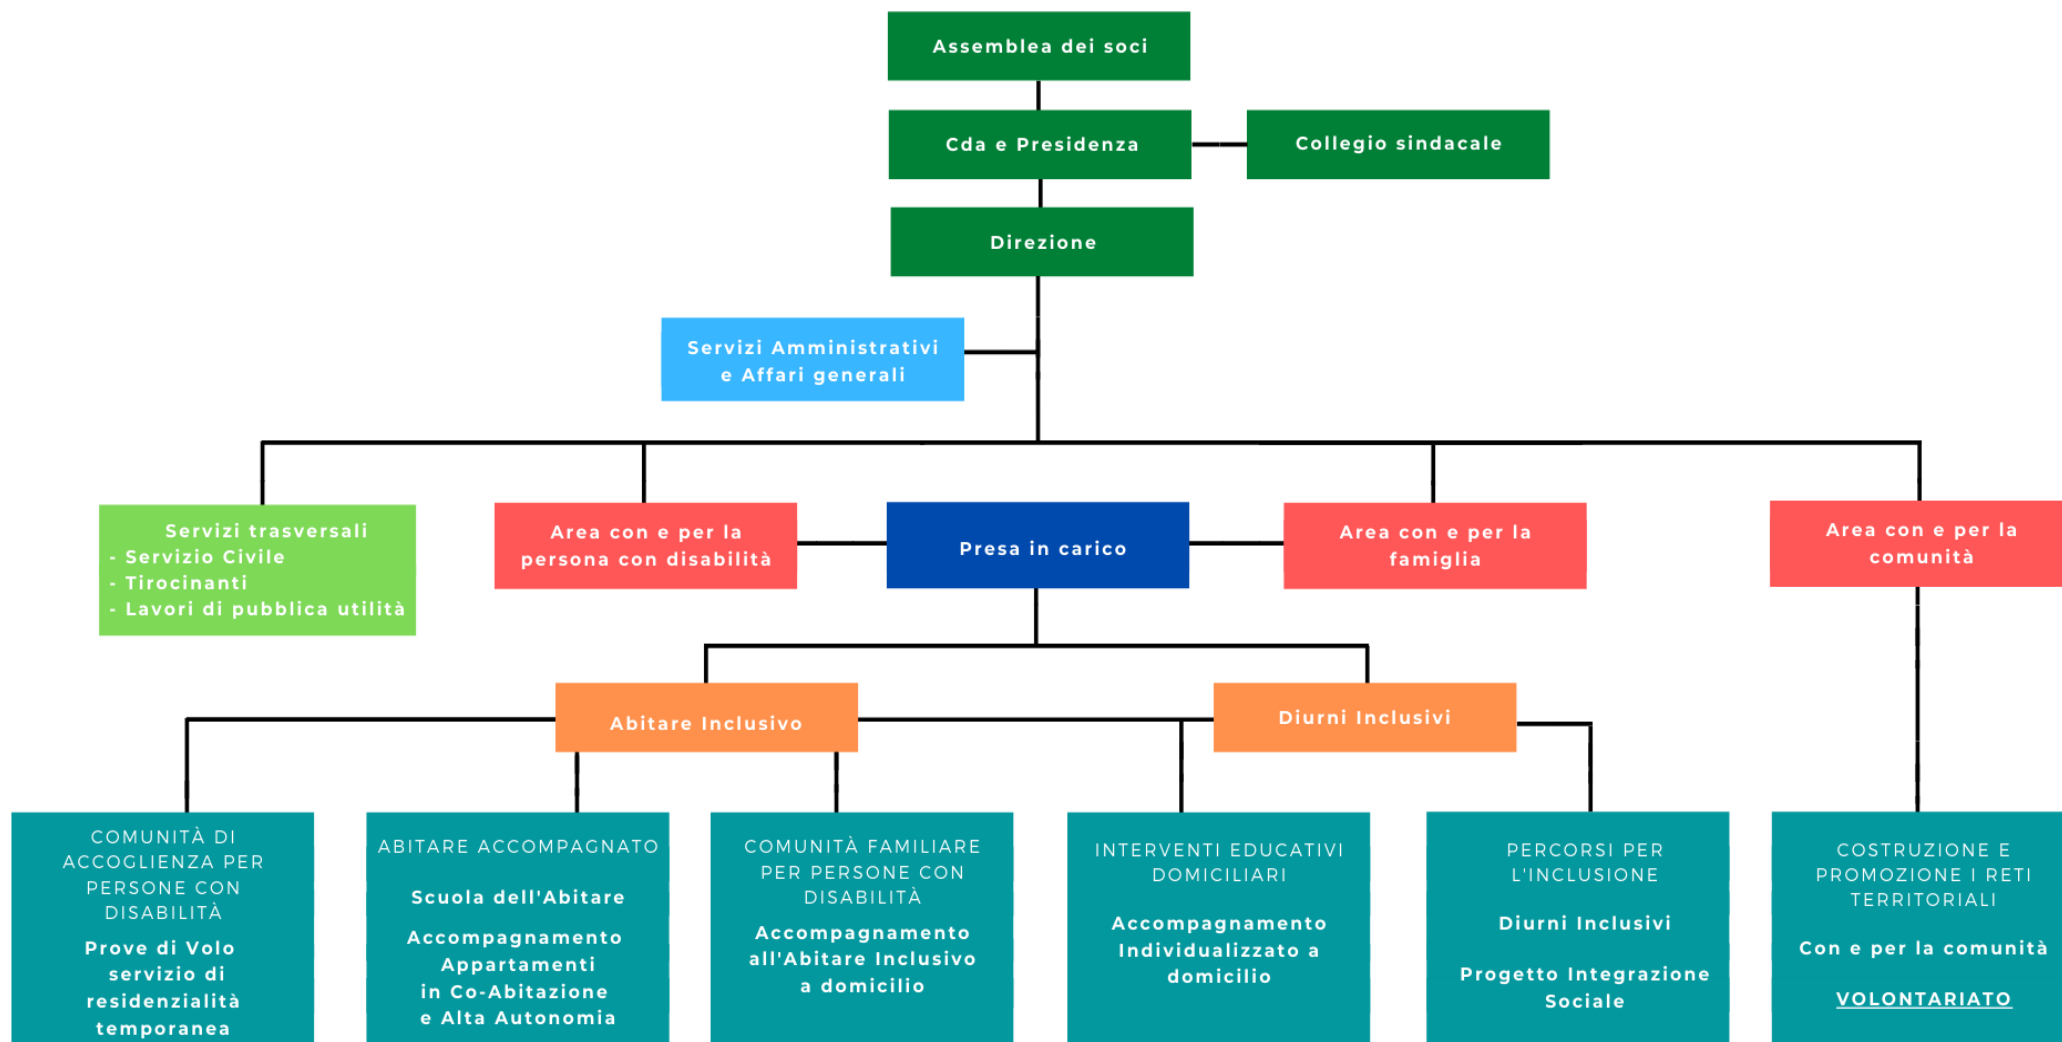 Assemblea dei soci
Cda e Presidenza
Collegio sindacale
Direzione
Servizi Amministrativi
e Affari generali
Servizi trasversali
- Servizio Civile
- Tirocinanti
- Lavori di pubblica utilità
Area con e per la
persona con disabilità
Presa in carico
Area con e per la
famiglia
Area con e per la
comunità
Abitare Inclusivo
Diurni Inclusivi
COMUNITÀ DI
ACCOGLIENZA PER
PERSONE CON
DISABILITÀ
Prove di Volo
servizio di
residenzialità
temporanea
ABITARE ACCOMPAGNATO
Scuola dell'Abitare
Accompagnamento
Appartamenti
in Co-Abitazione
e Alta Autonomia
COMUNITÀ FAMILIARE
PER PERSONE CON
DISABILITÀ
Accompagnamento
all'Abitare Inclusivo
a domicilio
INTERVENTI EDUCATIVI
DOMICILIARI
Accompagnamento
Individualizzato a
domicilio
PERCORSI PER
L'INCLUSIONE
Diurni Inclusivi
Progetto Integrazione
Sociale
COSTRUZIONE E
PROMOZIONE I RETI
TERRITORIALI
Con e per la comunità
VOLONTARIATO